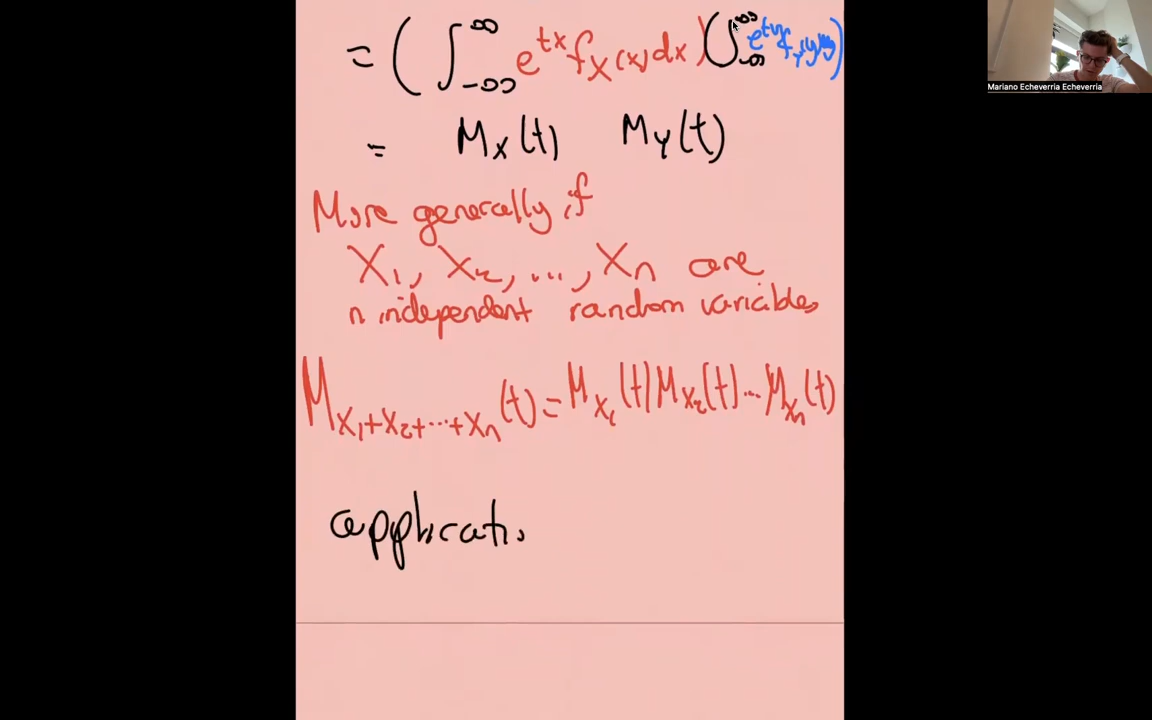 = ( ∫_{-∞}^{∞} e^{tx} f_X(x) dx ) ( ∫_{-∞}^{∞} e^{ty} f_Y(y) dy )
= M_X(t) M_Y(t)
More generally if
X_1, X_2, ..., X_n are
n independent random variables
M_{X_1+X_2+...+X_n}(t) = M_{X_1}(t) M_{X_2}(t) ... M_{X_n}(t)
applicati
Mariano Echeverria Echeverria